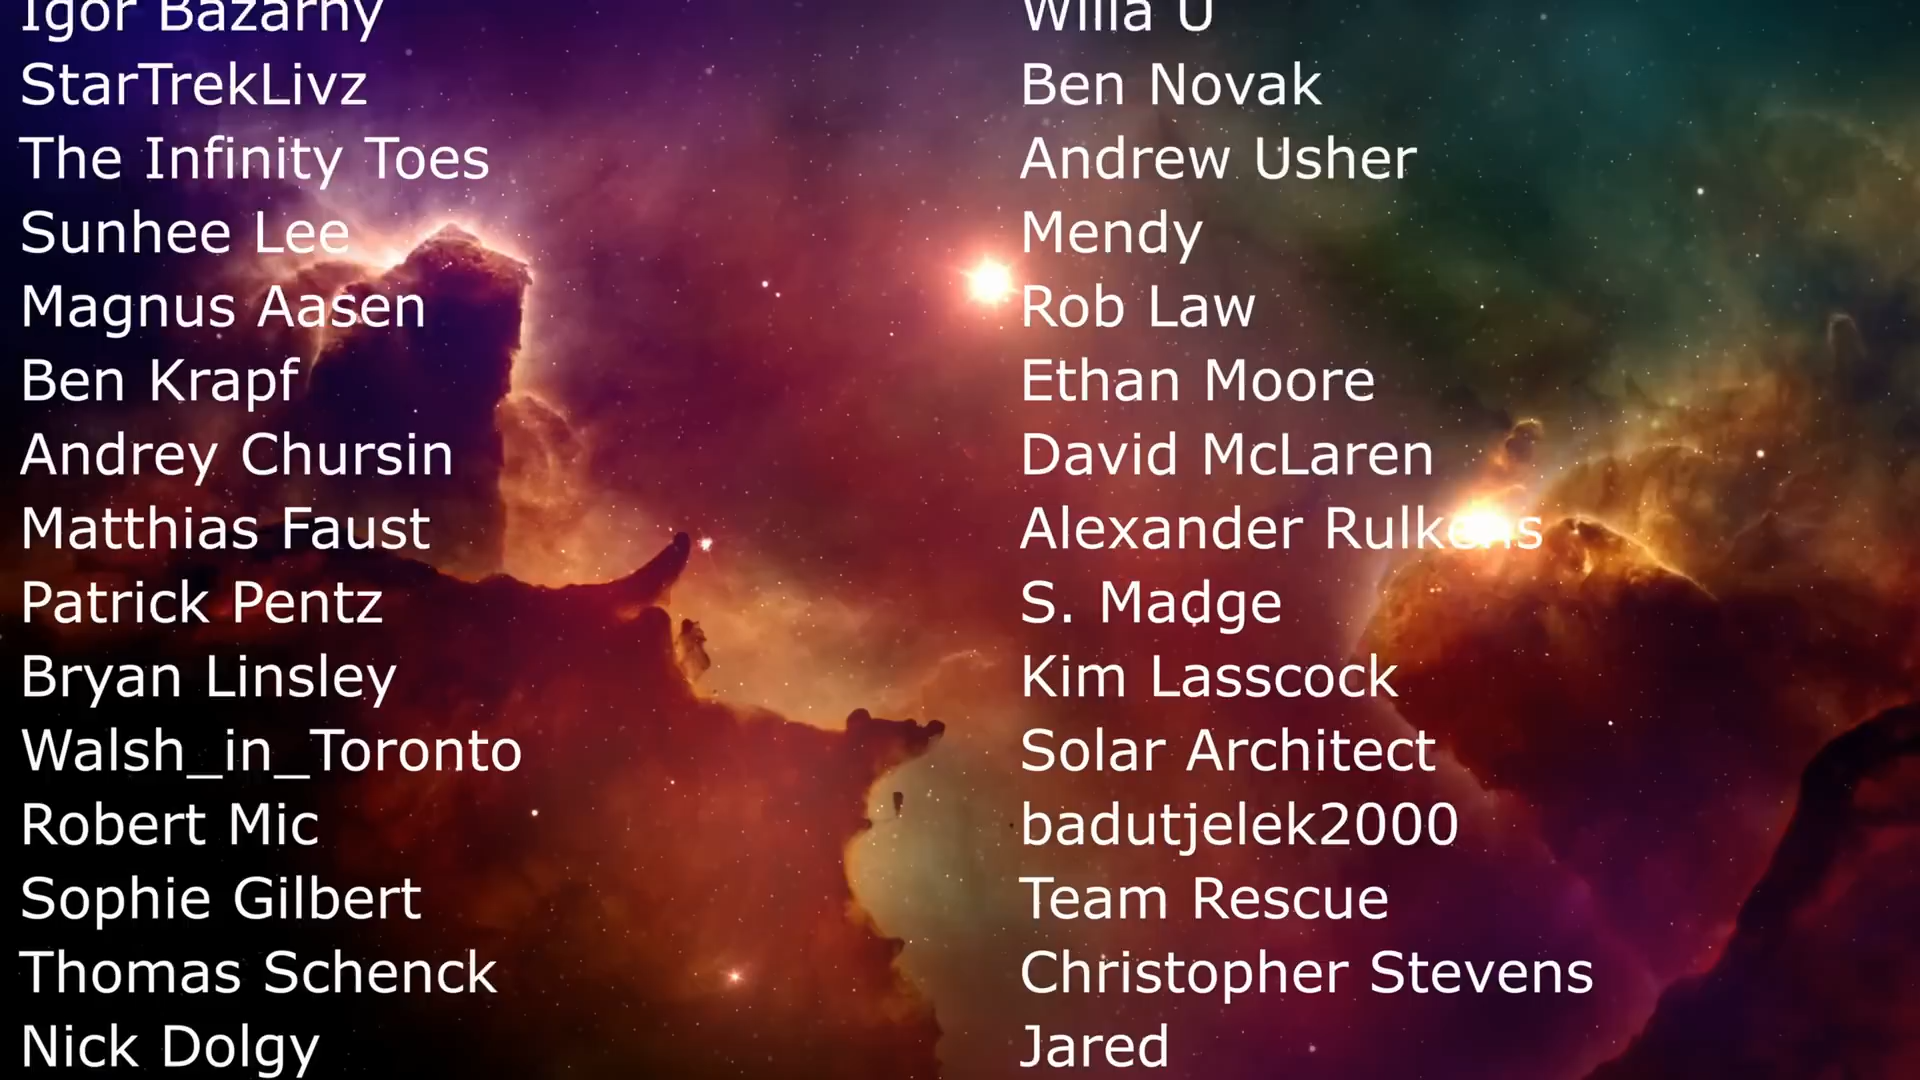 Igor Bazarny
StarTrekLivz
The Infinity Toes
Sunhee Lee
Magnus Aasen
Ben Krapf
Andrey Chursin
Matthias Faust
Patrick Pentz
Bryan Linsley
Walsh_in_Toronto
Robert Mic
Sophie Gilbert
Thomas Schenck
Nick Dolgy
Willa U
Ben Novak
Andrew Usher
Mendy
Rob Law
Ethan Moore
David McLaren
Alexander Rulkens
S. Madge
Kim Lasscock
Solar Architect
badutjelek2000
Team Rescue
Christopher Stevens
Jared